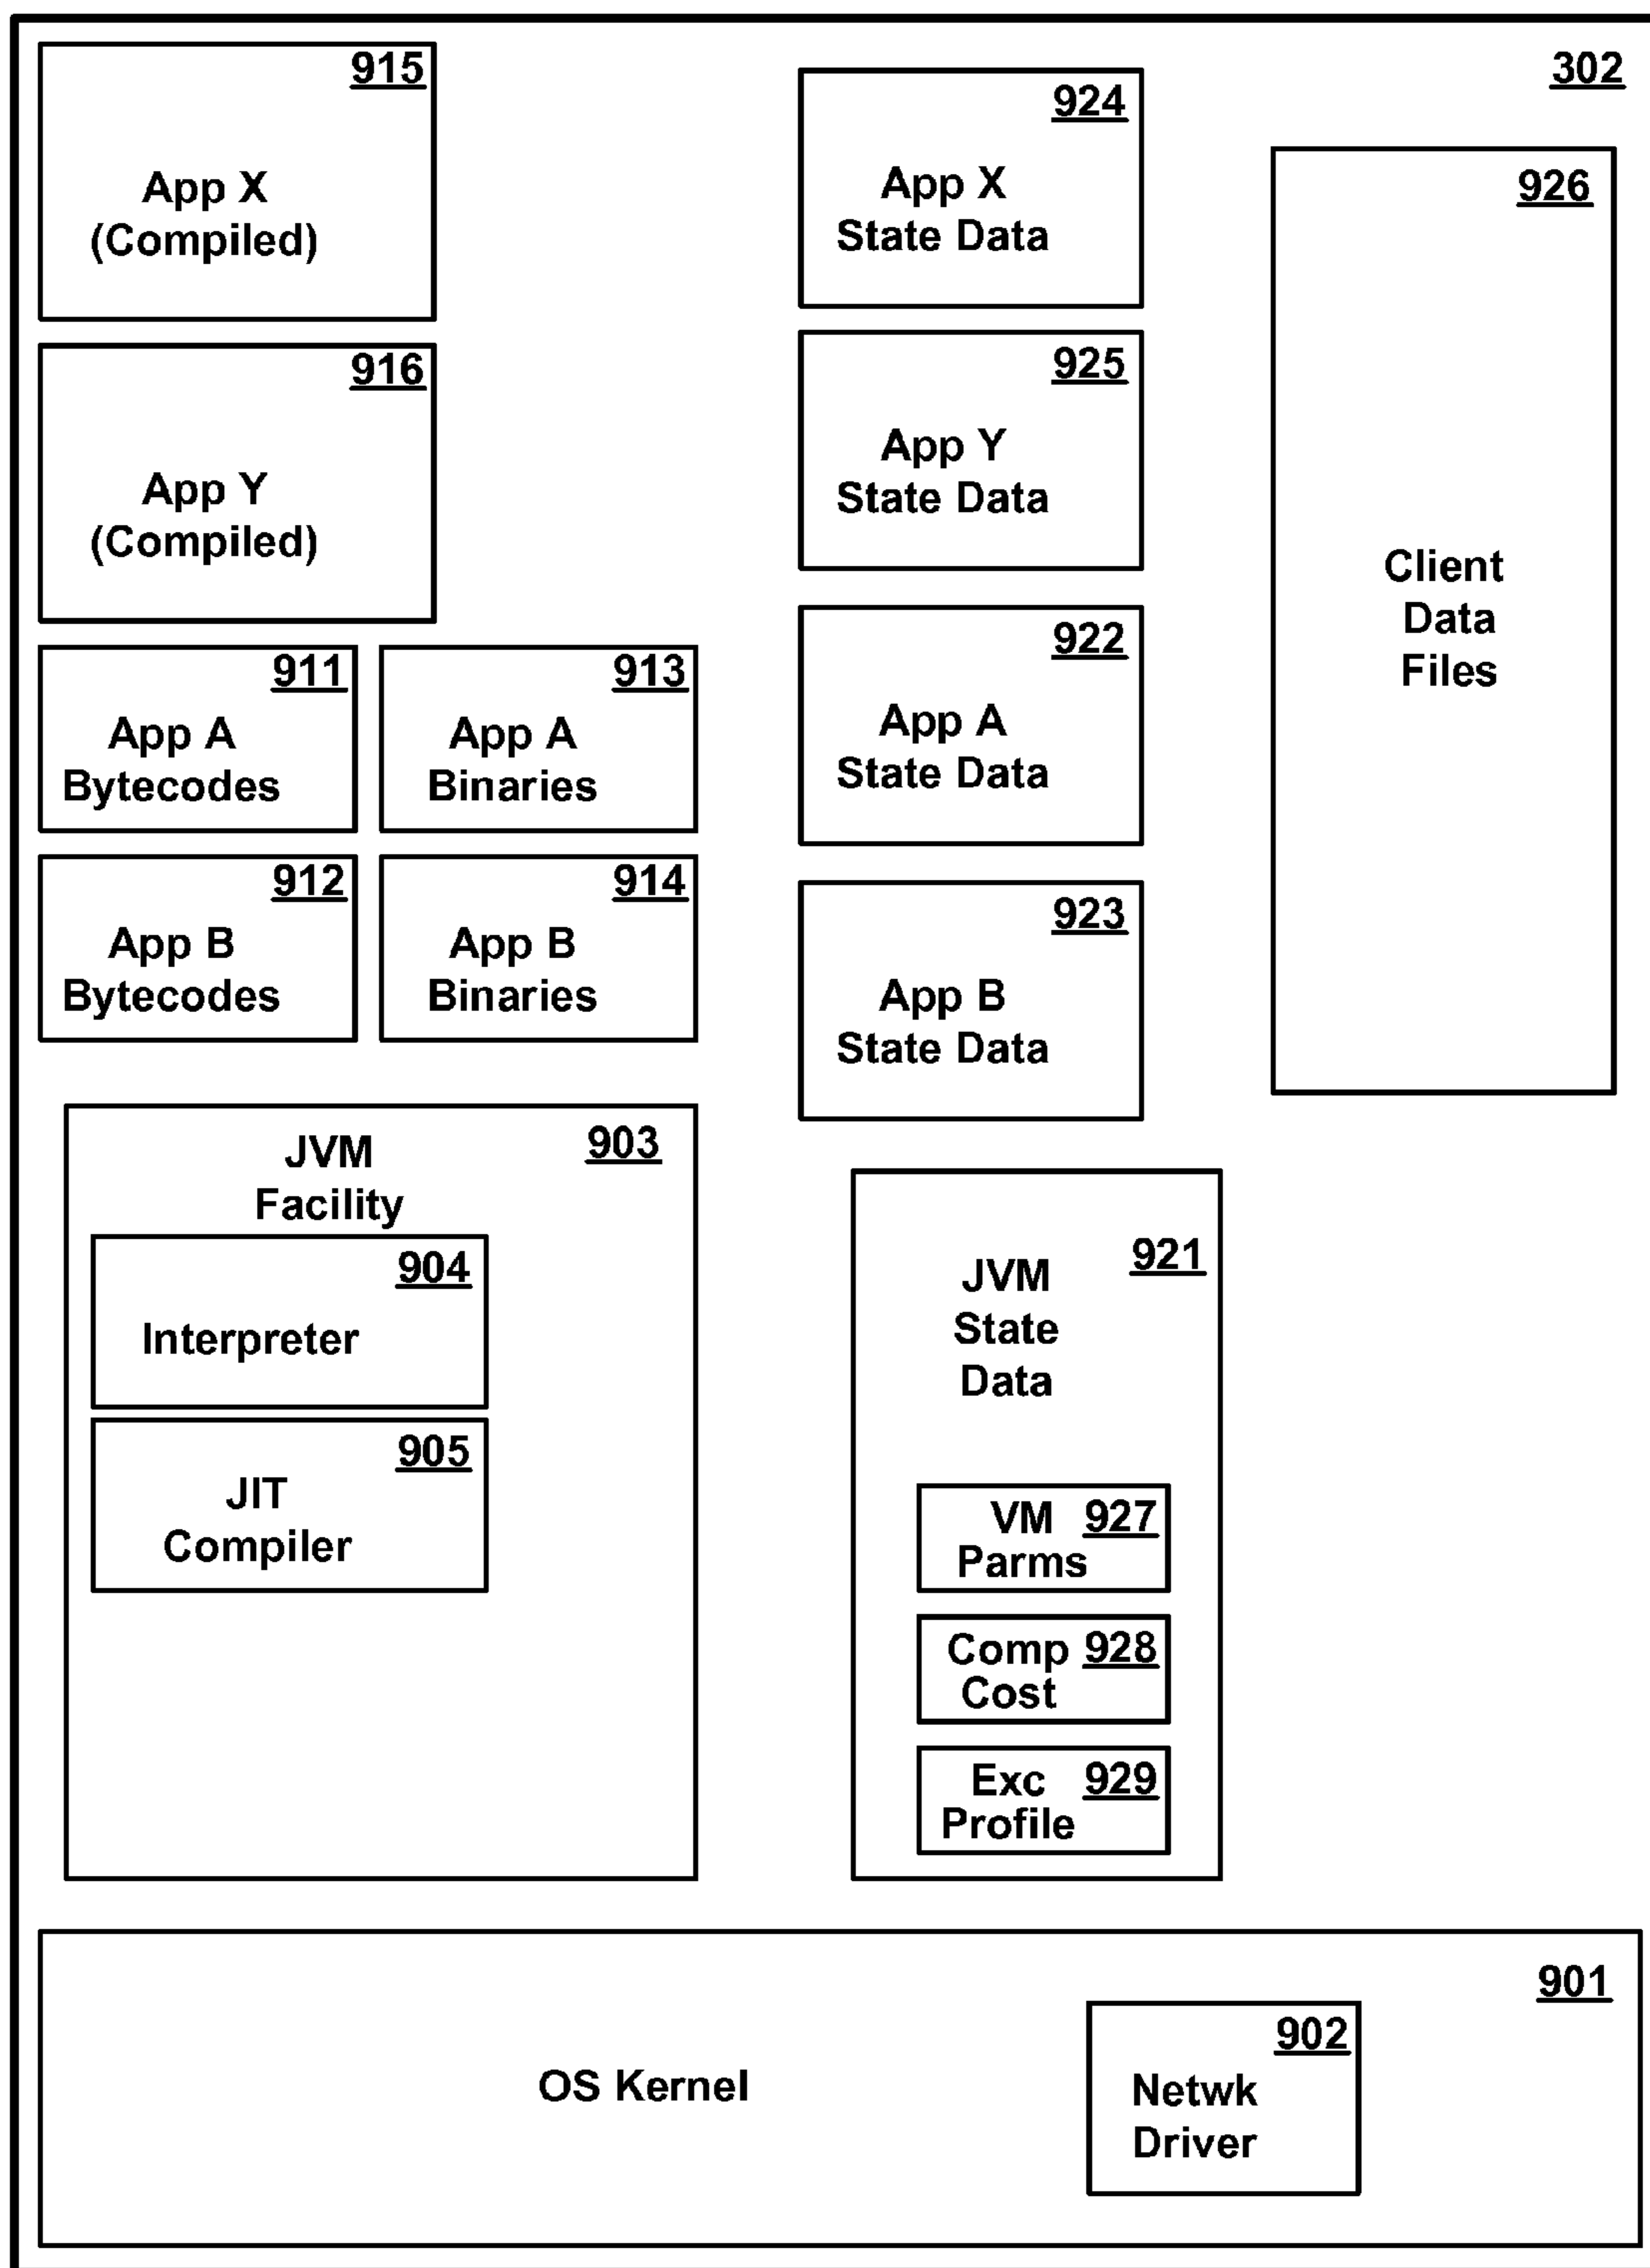 302
915
App X
(Compiled)
916
App Y
(Compiled)
911
App A
Bytecodes
913
App A
Binaries
912
App B
Bytecodes
914
App B
Binaries
924
App X
State Data
925
App Y
State Data
922
App A
State Data
923
App B
State Data
926
Client
Data
Files
903
JVM
Facility
904
Interpreter
905
JIT
Compiler
921
JVM
State
Data
VM 927
Parms
Comp 928
Cost
Exc 929
Profile
901
OS Kernel
902
Netwk
Driver